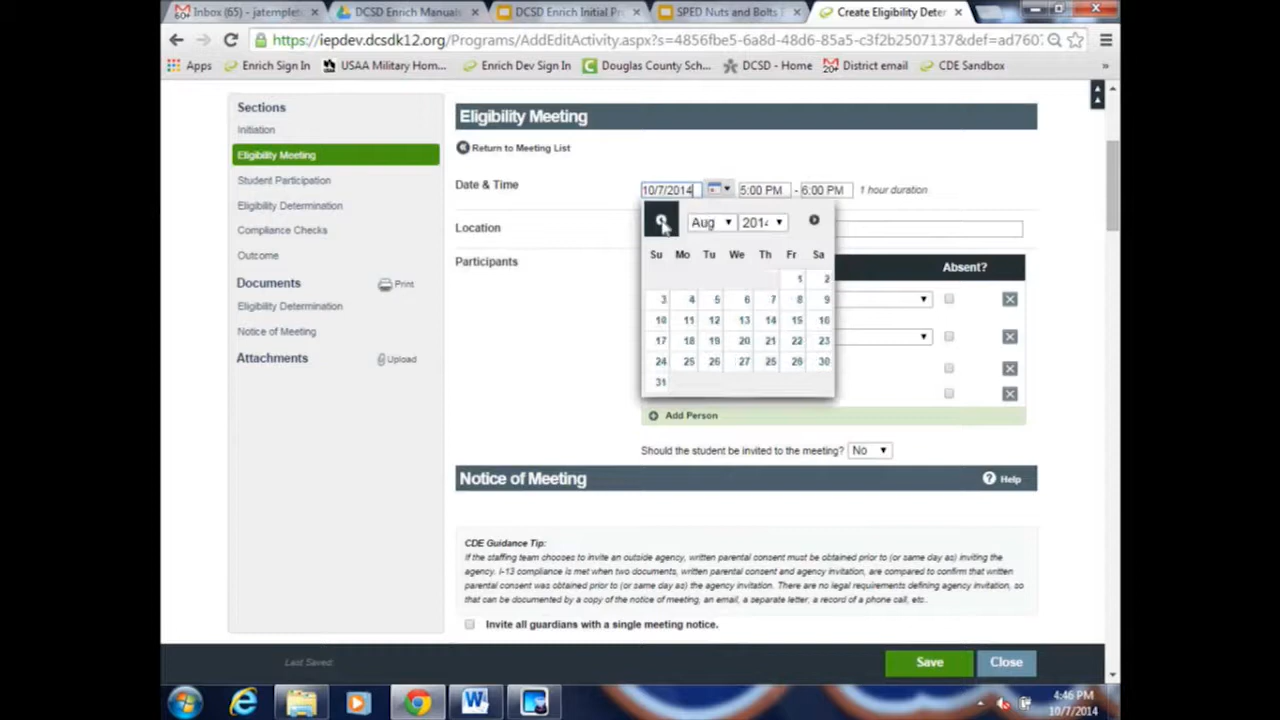 Inbox (65) - jatemplet
DCSD Enrich Manuals
DCSD Enrich Initial Pro
SPED Nuts and Bolts E
Create Eligibility Deter
https://iepdev.dcsdk12.org/Programs/AddEditActivity.aspx?s=4856fbe5-6a8d-48d6-85a5-c3f2b2507137&def=ad7607
Apps
Enrich Sign In
USAA Military Hom...
Enrich Dev Sign In
Douglas County Sch...
DCSD - Home
District email
CDE Sandbox
Sections
Initiation
Eligibility Meeting
Student Participation
Eligibility Determination
Compliance Checks
Outcome
Documents
Print
Eligibility Determination
Notice of Meeting
Attachments
Upload
Eligibility Meeting
Return to Meeting List
Date & Time
10/7/2014
5:00 PM - 6:00 PM
1 hour duration
Location
Participants
Absent?
Aug 2014
Su Mo Tu We Th Fr Sa
1 2
3 4 5 6 7 8 9
10 11 12 13 14 15 16
17 18 19 20 21 22 23
24 25 26 27 28 29 30
31
Add Person
Should the student be invited to the meeting? No
Notice of Meeting
Help
CDE Guidance Tip:
If the staffing team chooses to invite an outside agency, written parental consent must be obtained prior to (or same day as) inviting the
agency. I-13 compliance is met when two documents, written parental consent and agency invitation, are compared to confirm that written
parental consent was obtained prior to (or same day as) the agency invitation. There are no legal requirements defining agency invitation, so
that can be documented by a copy of the notice of meeting, an email, a separate letter, a record of a phone call, etc.
Invite all guardians with a single meeting notice.
Last Saved:
Save
Close
4:46 PM
10/7/2014